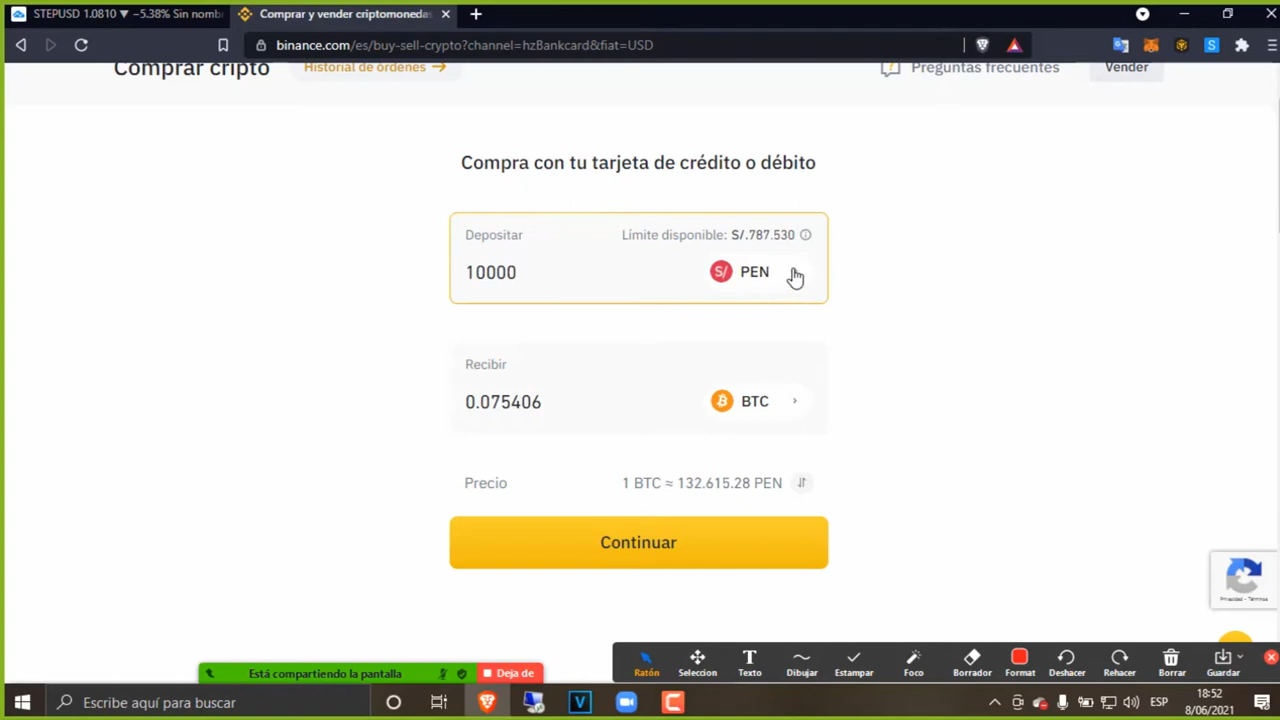 STEPUSD 1.0810 ▼ −5.38% Sin nomb
Comprar y vender criptomonedas
binance.com/es/buy-sell-crypto?channel=hzBankcard&fiat=USD
Comprar cripto
Historial de órdenes →
Preguntas frecuentes
Vender
Compra con tu tarjeta de crédito o débito
Depositar
Límite disponible: S/.787.530
10000
S/ PEN
Recibir
0.075406
BTC
Precio
1 BTC ≈ 132.615.28 PEN
Continuar
Privacidad - Términos
Está compartiendo la pantalla
Deja de
Ratón
Seleccion
Texto
Dibujar
Estampar
Foco
Borrador
Format
Deshacer
Rehacer
Borrar
Guardar
Escribe aquí para buscar
ESP
18:52
8/06/2021